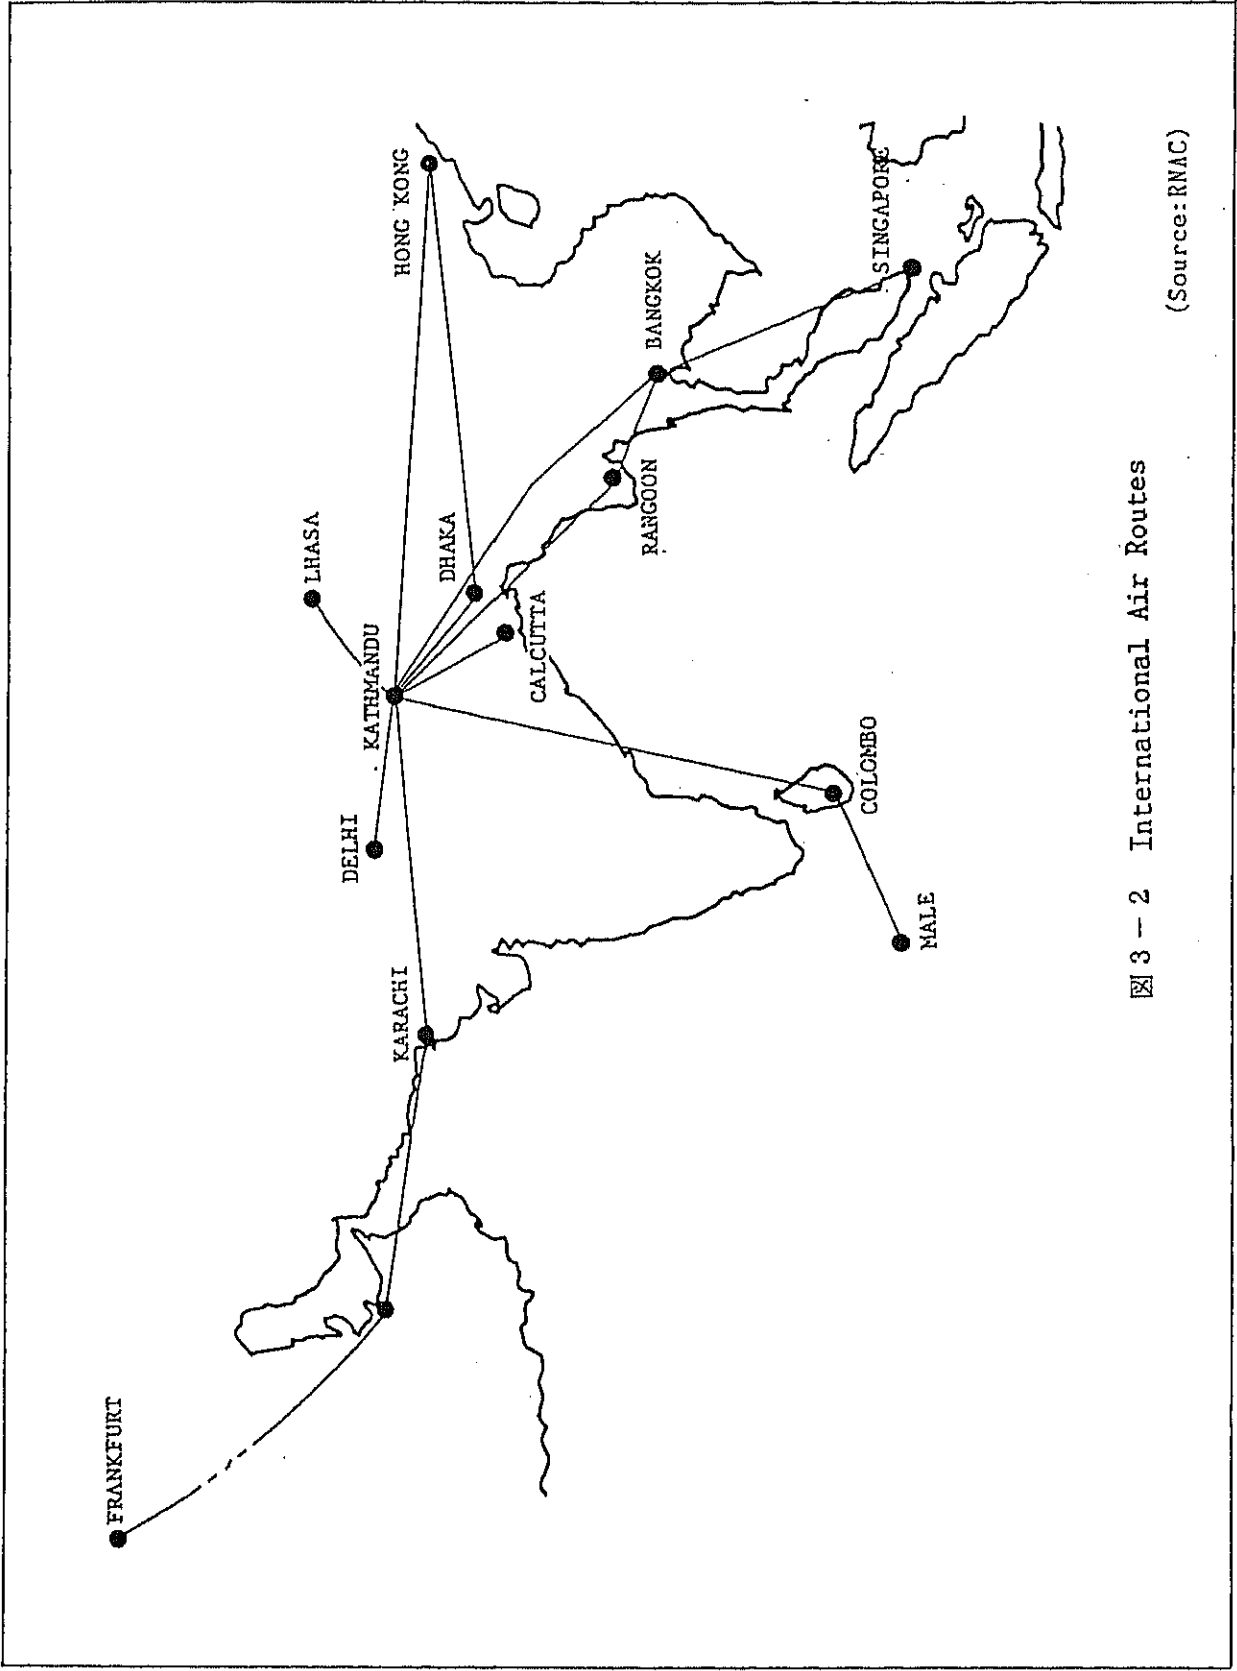 FRANKFURT
LHASA
HONG KONG
KATHMANDU
DELHI
DHAKA
KARACHI
CALCUTTA
RANGOON
BANGKOK
COLOMBO
SINGAPORE
MALE
図3-2 International Air Routes
(Source:RNAC)